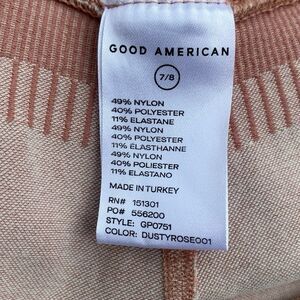 GOOD AMERICAN
7/8
49% NYLON
40% POLYESTER
11% ELASTANE
49% NYLON
40% POLYESTER
11% ÉLASTHANNE
49% NYLON
40% POLIESTER
11% ELASTANO
MADE IN TURKEY
RN# 151301
PO# 556200
STYLE: GP0751
COLOR: DUSTYROSE001